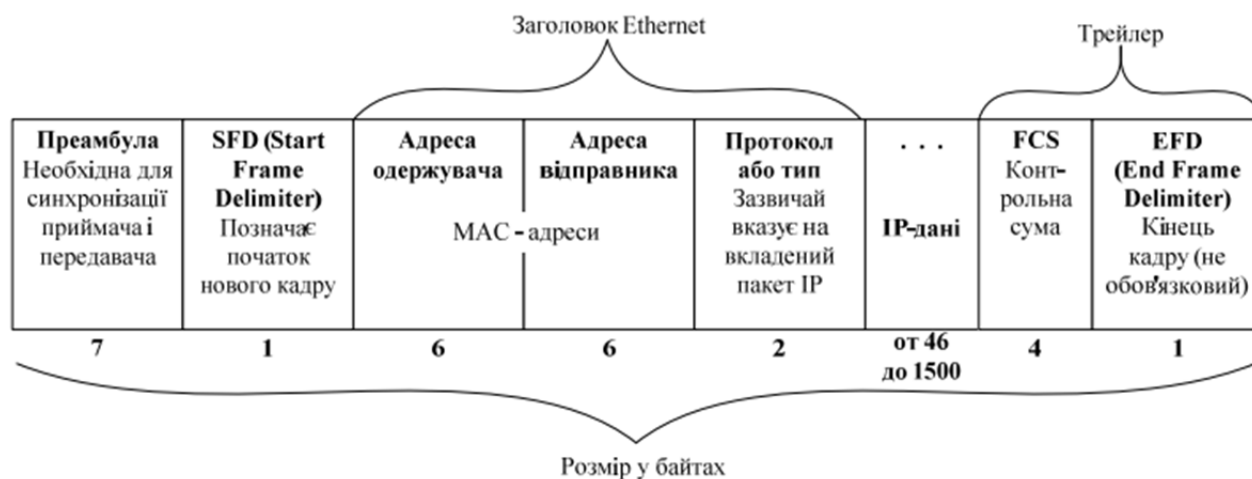 Заголовок Ethernet
Трейлер
Преамбула
Необхідна для
синхронізації
приймача і
передавача
SFD (Start
Frame
Delimiter)
Позначає
початок
нового кадру
Адреса
одержувача
Адреса
відправника
MAC - адреси
Протокол
або тип
Зазвичай
вказує на
вкладений
пакет IP
. . .
IP-дані
FCS
Конт-
рольна
сума
EFD
(End Frame
Delimiter)
Кінець
кадру (не
обов'язковий)
7
1
6
6
2
от 46
до 1500
4
1
Розмір у байтах